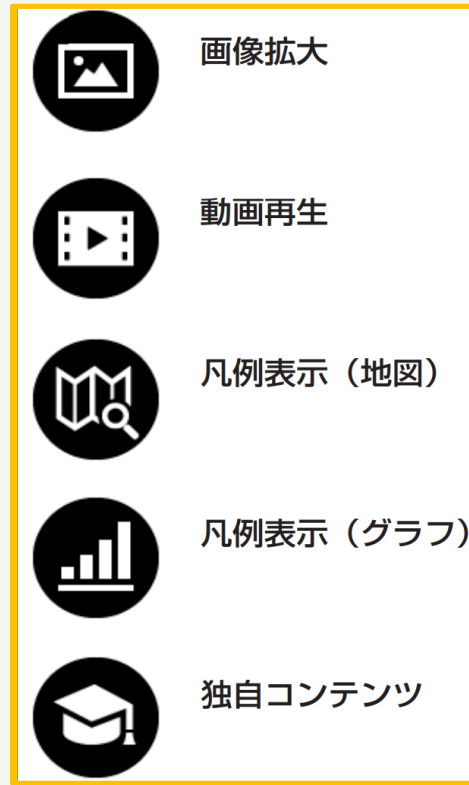 画像拡大
動画再生
凡例表示（地図）
凡例表示（グラフ）
独自コンテンツ